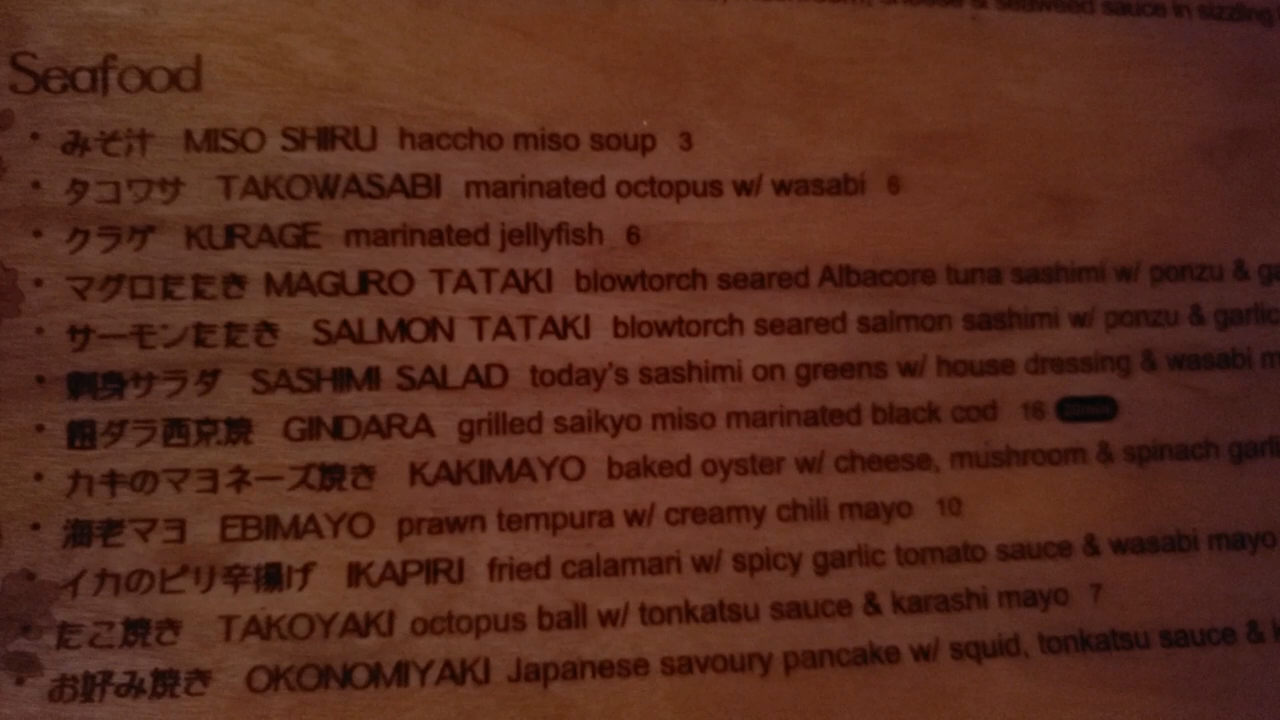 & seaweed sauce in sizzling
Seafood
• みそ汁 MISO SHIRU haccho miso soup 3
• タコワサ TAKOWASABI marinated octopus w/ wasabi 6
• クラゲ KURAGE marinated jellyfish 6
• マグロたたき MAGURO TATAKI blowtorch seared Albacore tuna sashimi w/ ponzu &
• サーモンたたき SALMON TATAKI blowtorch seared salmon sashimi w/ ponzu & garlic
• 刺身サラダ SASHIMI SALAD today's sashimi on greens w/ house dressing & wasabi
• 銀ダラ西京焼 GINDARA grilled saikyo miso marinated black cod 16
• カキのマヨネーズ焼き KAKIMAYO baked oyster w/ cheese, mushroom & spinach
• 海老マヨ EBIMAYO prawn tempura w/ creamy chili mayo 10
• イカのピリ辛揚げ IKAPIRI fried calamari w/ spicy garlic tomato sauce & wasabi mayo
• たこ焼き TAKOYAKI octopus ball w/ tonkatsu sauce & karashi mayo 7
• お好み焼き OKONOMIYAKI Japanese savoury pancake w/ squid, tonkatsu sauce &